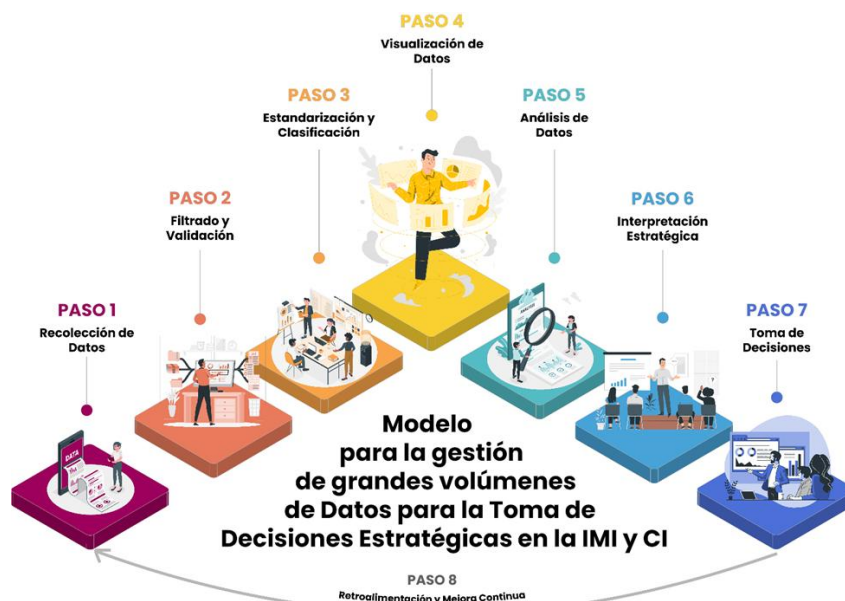 PASO 1
Recolección de
Datos
PASO 2
Filtrado y
Validación
PASO 3
Estandarización y
Clasificación
PASO 4
Visualización de
Datos
PASO 5
Análisis de
Datos
PASO 6
Interpretación
Estratégica
PASO 7
Toma de
Decisiones
DATA
Modelo
para la gestión
de grandes volúmenes
de Datos para la Toma de
Decisiones Estratégicas en la IMI y CI
PASO 8
Retroalimentación y Mejora Continua